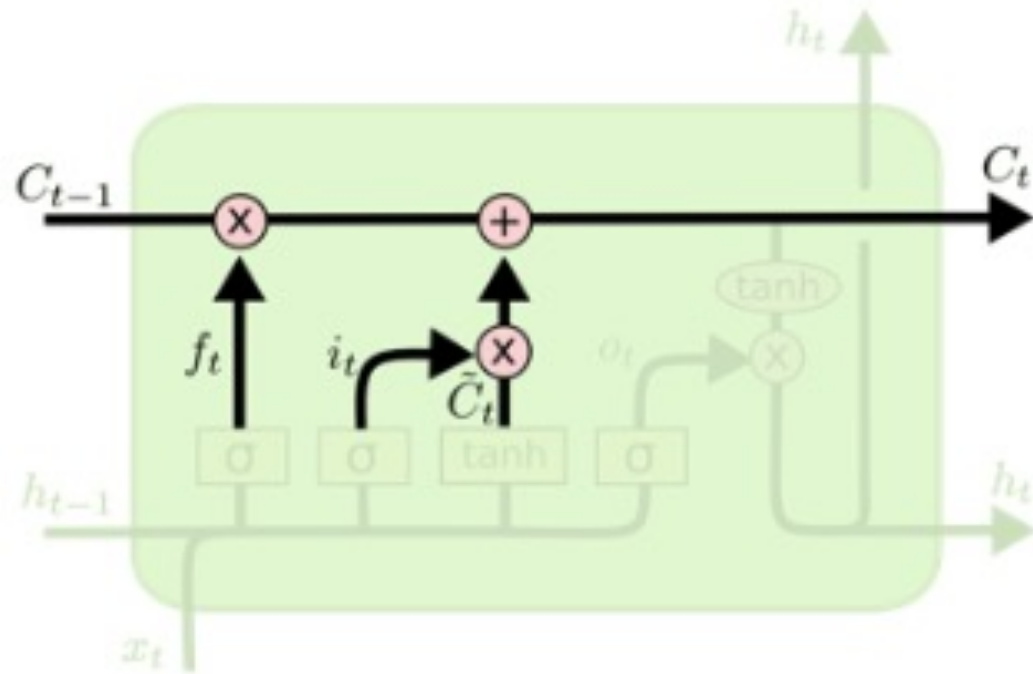 h_t
C_{t-1}
C_t
x
+
tanh
f_t
i_t
x
o_t
x
C̃_t
σ
σ
tanh
σ
h_{t-1}
h_t
x_t